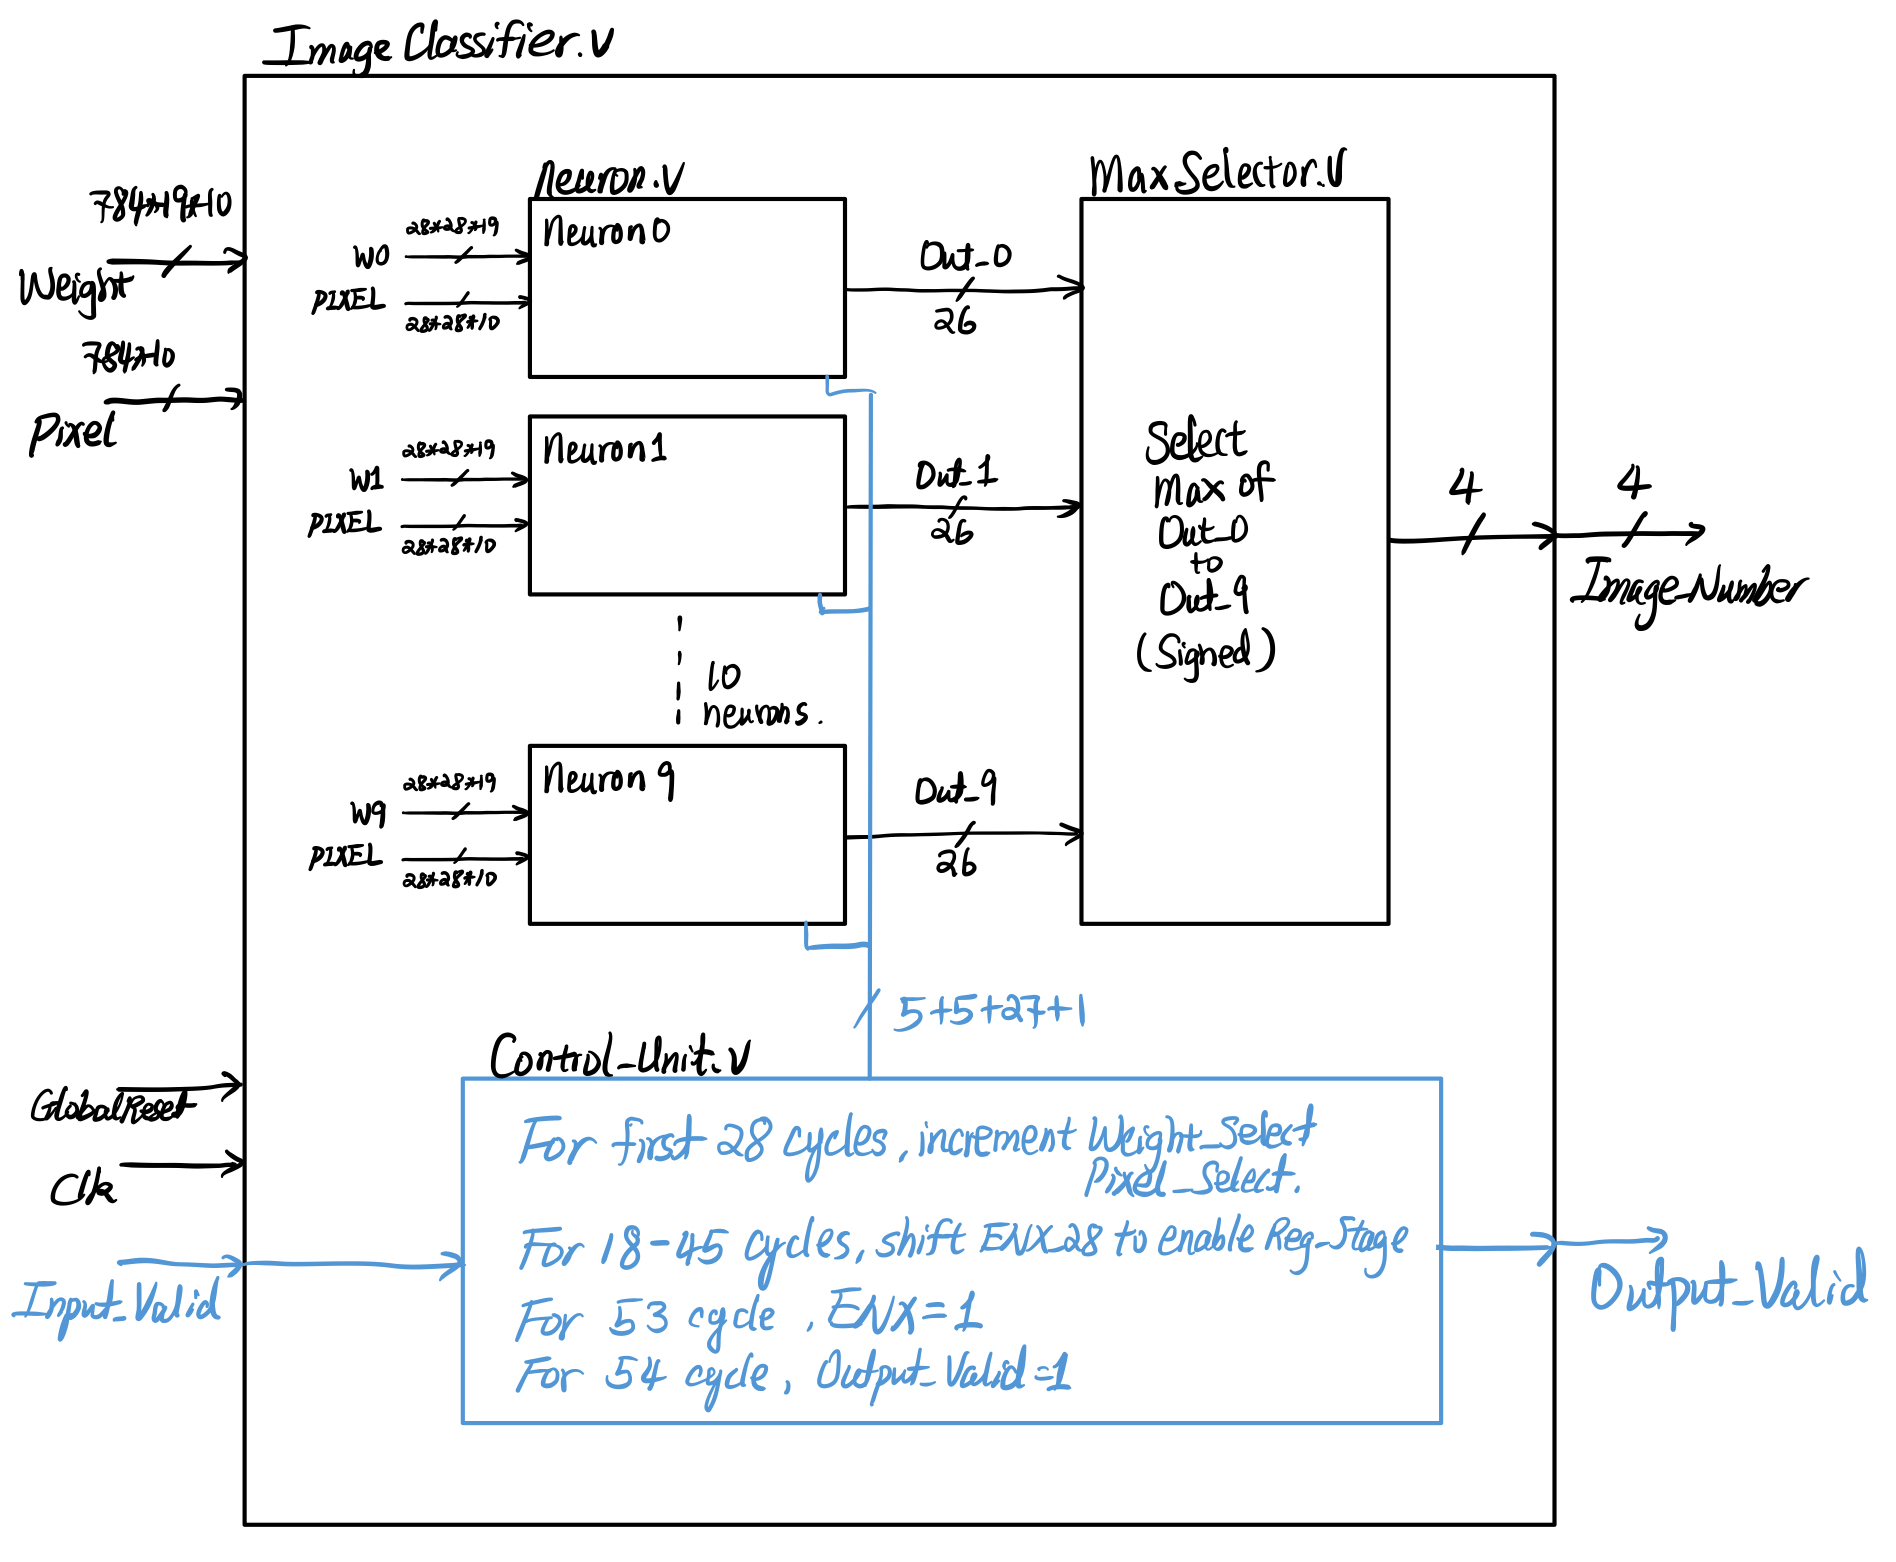 Image Classifier.v
784*19*10
Weight
784*10
Pixel
Neuron.v
Neuron0
W0
28*28*19
PIXEL
28*28*10
Out_0
26
Neuron1
W1
28*28*19
PIXEL
28*28*10
Out_1
26
10
neurons.
Neuron 9
W9
28*28*19
PIXEL
28*28*10
Out_9
26
Max_Selector.v
Select
Max of
Out_0
to
Out_9
(Signed)
4
4
Image_Number
5+5+27+1
Control_Unit.v
For first 28 cycles, increment Weight_Select
Pixel_Select.
For 18-45 cycles, shift ENX_28 to enable Reg_Stage
For 53 cycle, ENX=1
For 54 cycle, Output_Valid=1
GlobalReset
Clk
Input_Valid
Output_Valid